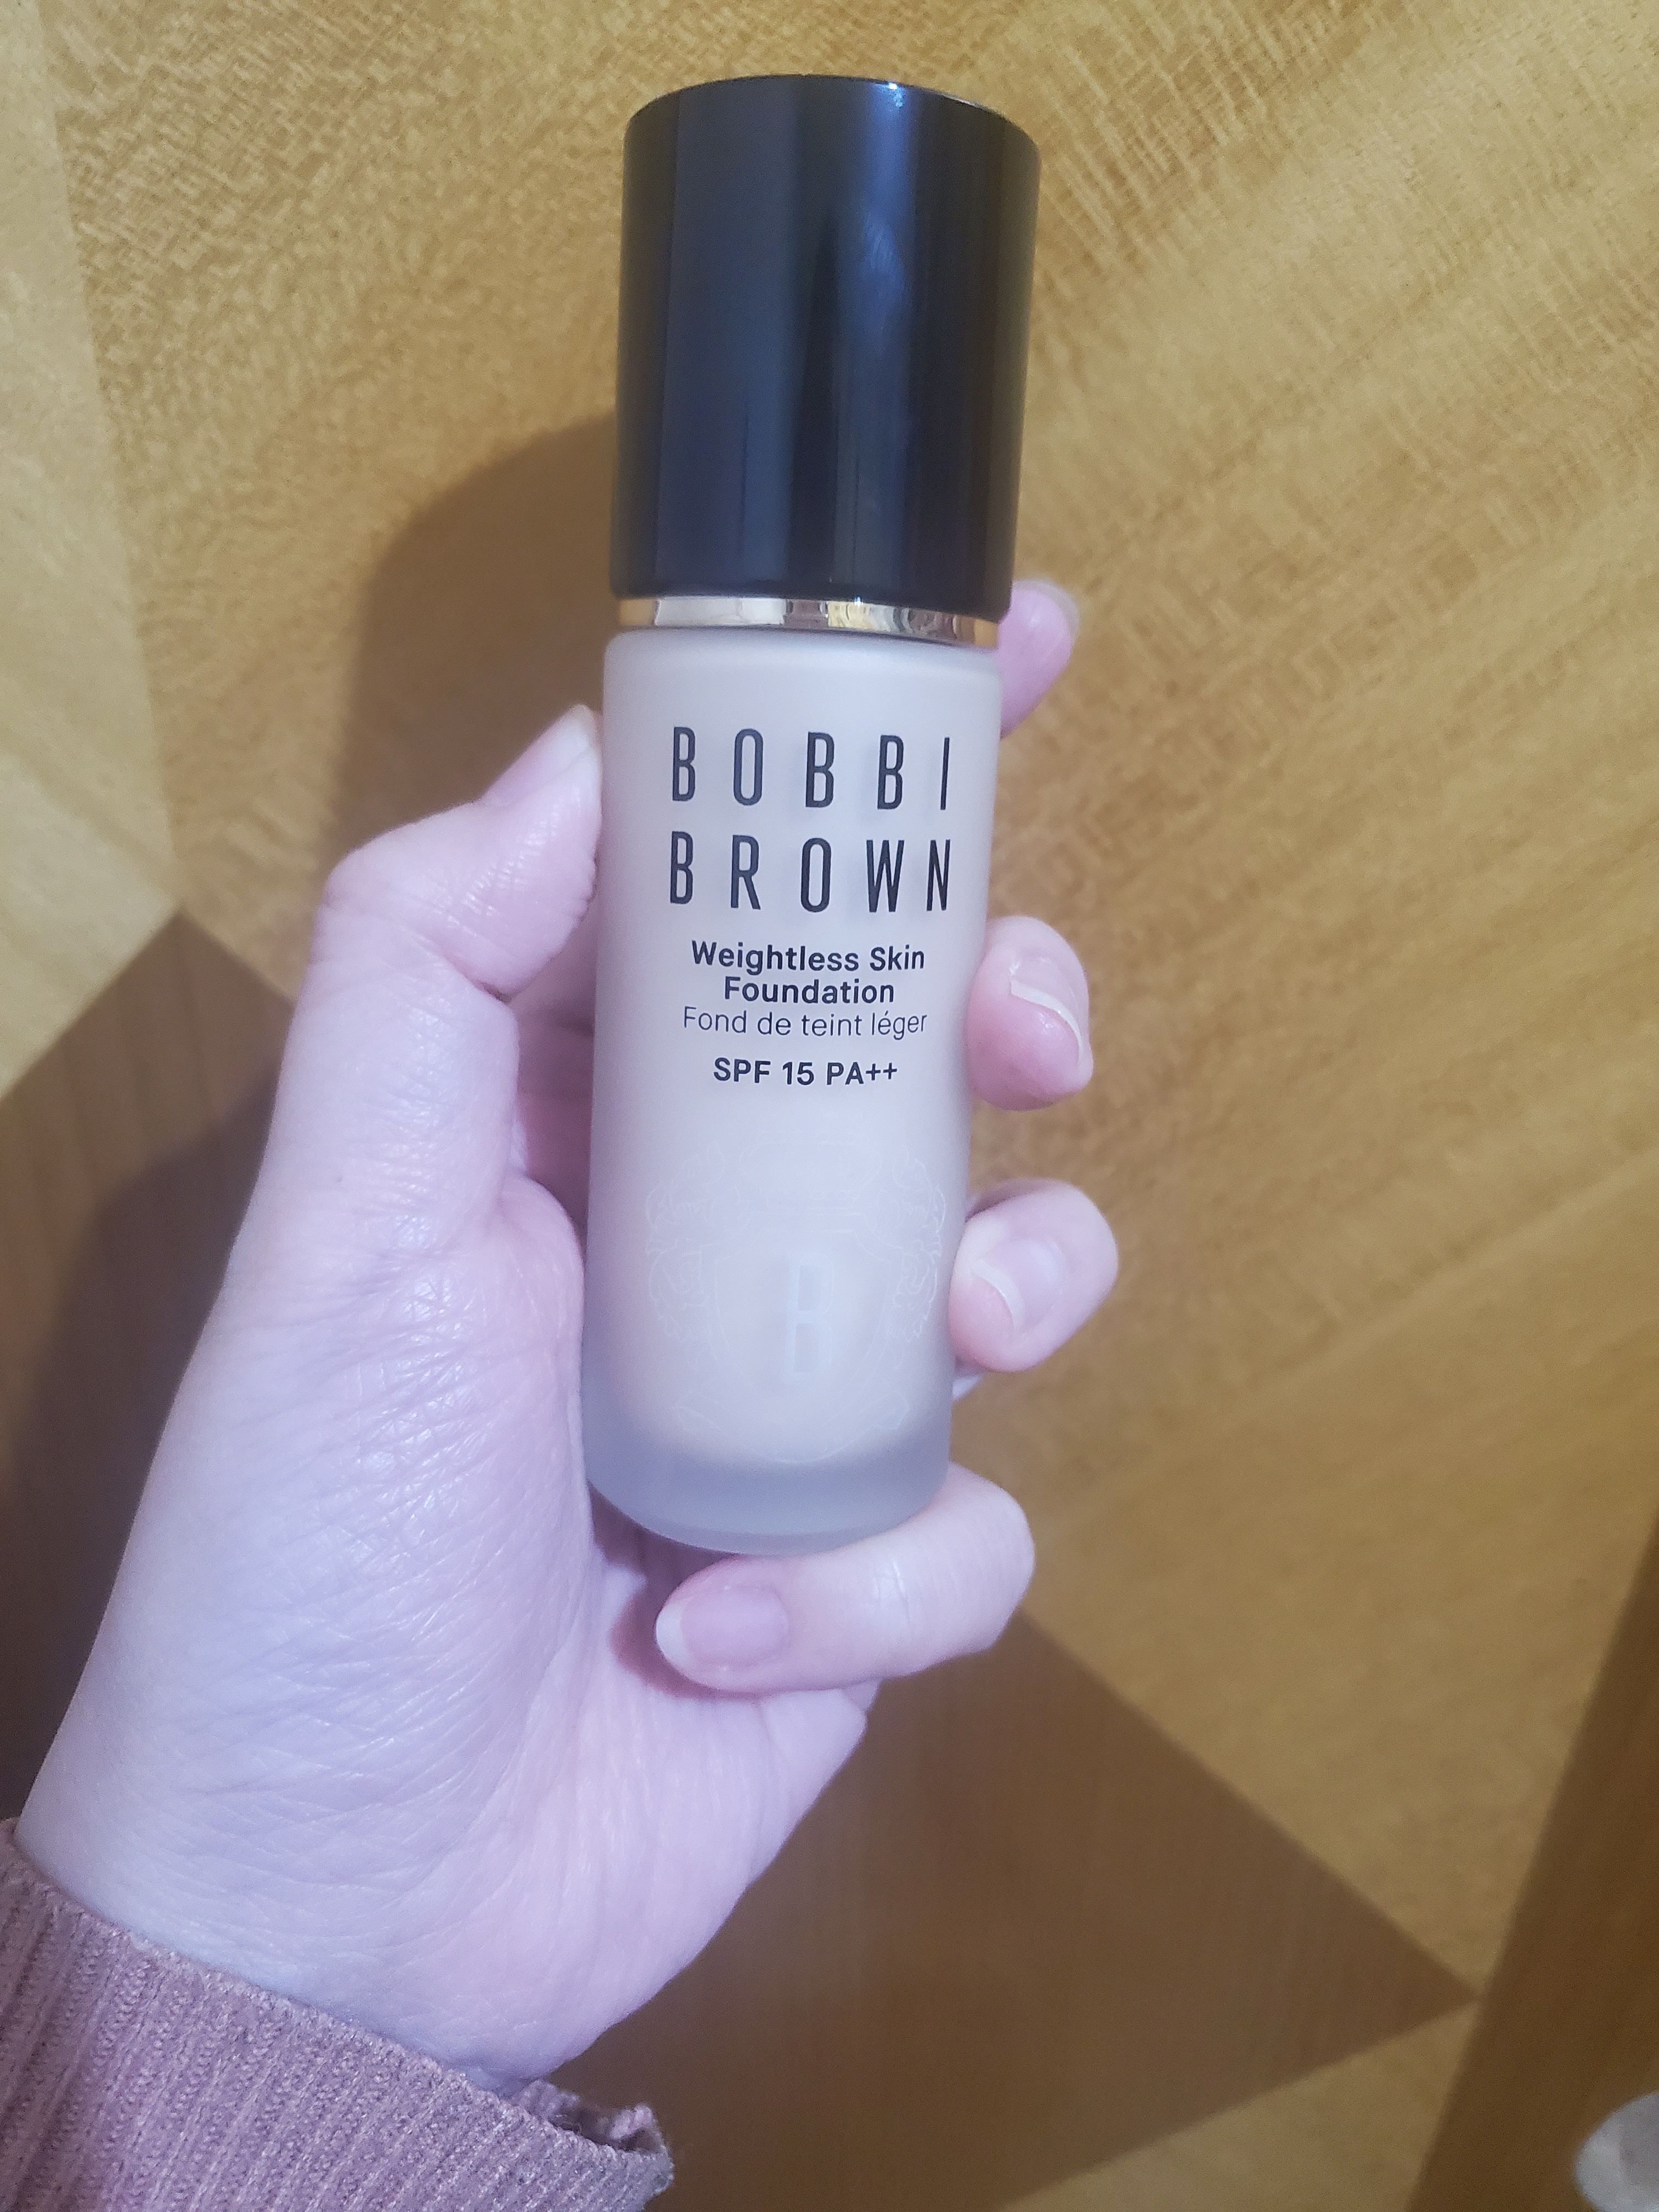 BOBBI
BROWN
Weightless Skin
Foundation
Fond de teint léger
SPF 15 PA++
B